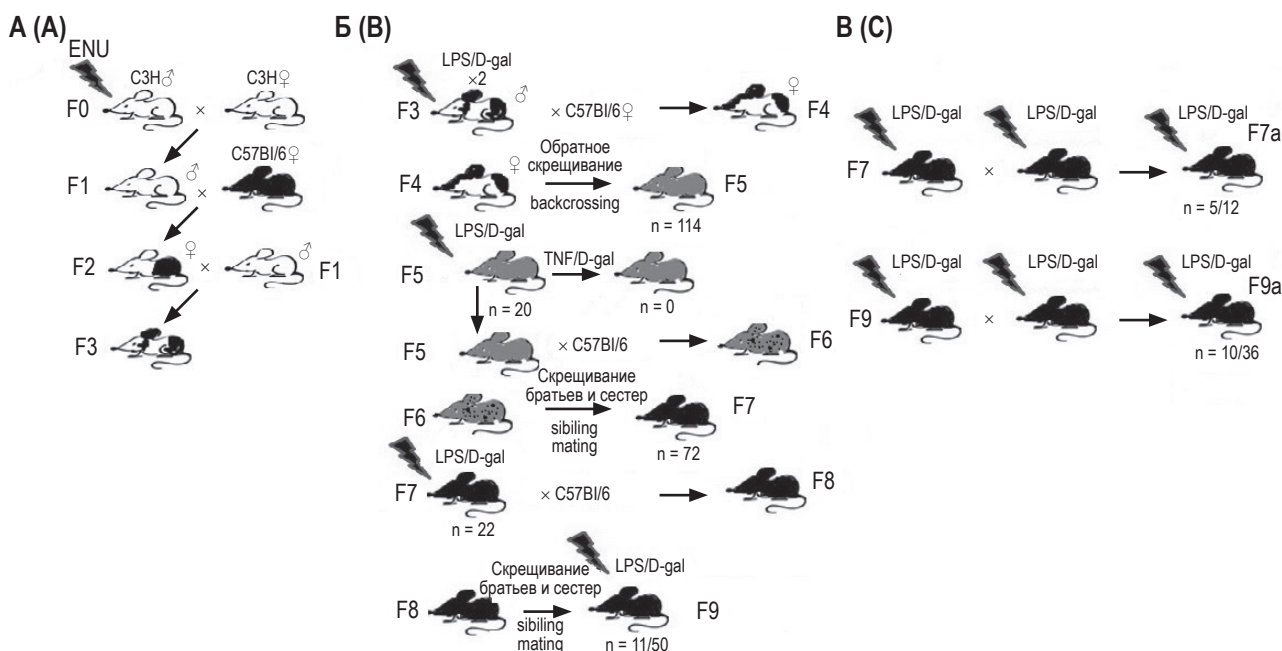 А (A)
ENU
C3H♂
C3H♀
F0
×
F1
♂
×
C57Bl/6♀
F2
♀
×
♂
F1
F3
Б (B)
LPS/D-gal
×2
F3
♂
× C57Bl/6♀
♀
F4
F4
♀
Обратное
скрещивание
backcrossing
F5
n = 114
LPS/D-gal
F5
TNF/D-gal
n = 20
n = 0
F5
× C57Bl/6
F6
F6
Скрещивание
братьев и сестер
sibiling
mating
F7
n = 72
LPS/D-gal
F7
× C57Bl/6
F8
n = 22
F8
Скрещивание
братьев и сестер
sibiling
mating
LPS/D-gal
F9
n = 11/50
В (C)
LPS/D-gal
LPS/D-gal
LPS/D-gal
F7
×
F7a
n = 5/12
LPS/D-gal
LPS/D-gal
LPS/D-gal
F9
×
F9a
n = 10/36